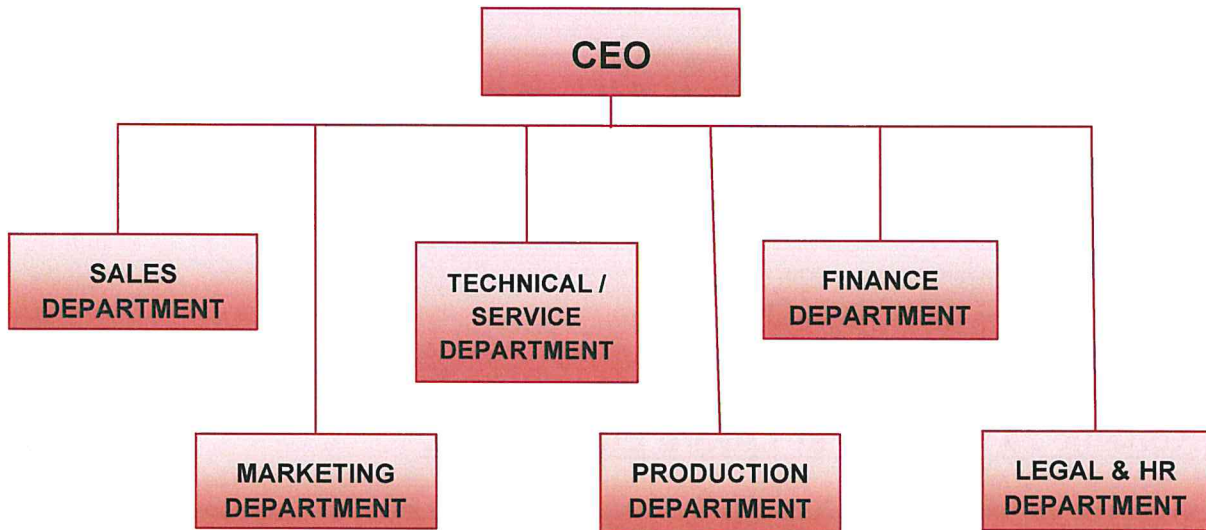 CEO
SALES
DEPARTMENT
TECHNICAL /
SERVICE
DEPARTMENT
FINANCE
DEPARTMENT
MARKETING
DEPARTMENT
PRODUCTION
DEPARTMENT
LEGAL & HR
DEPARTMENT